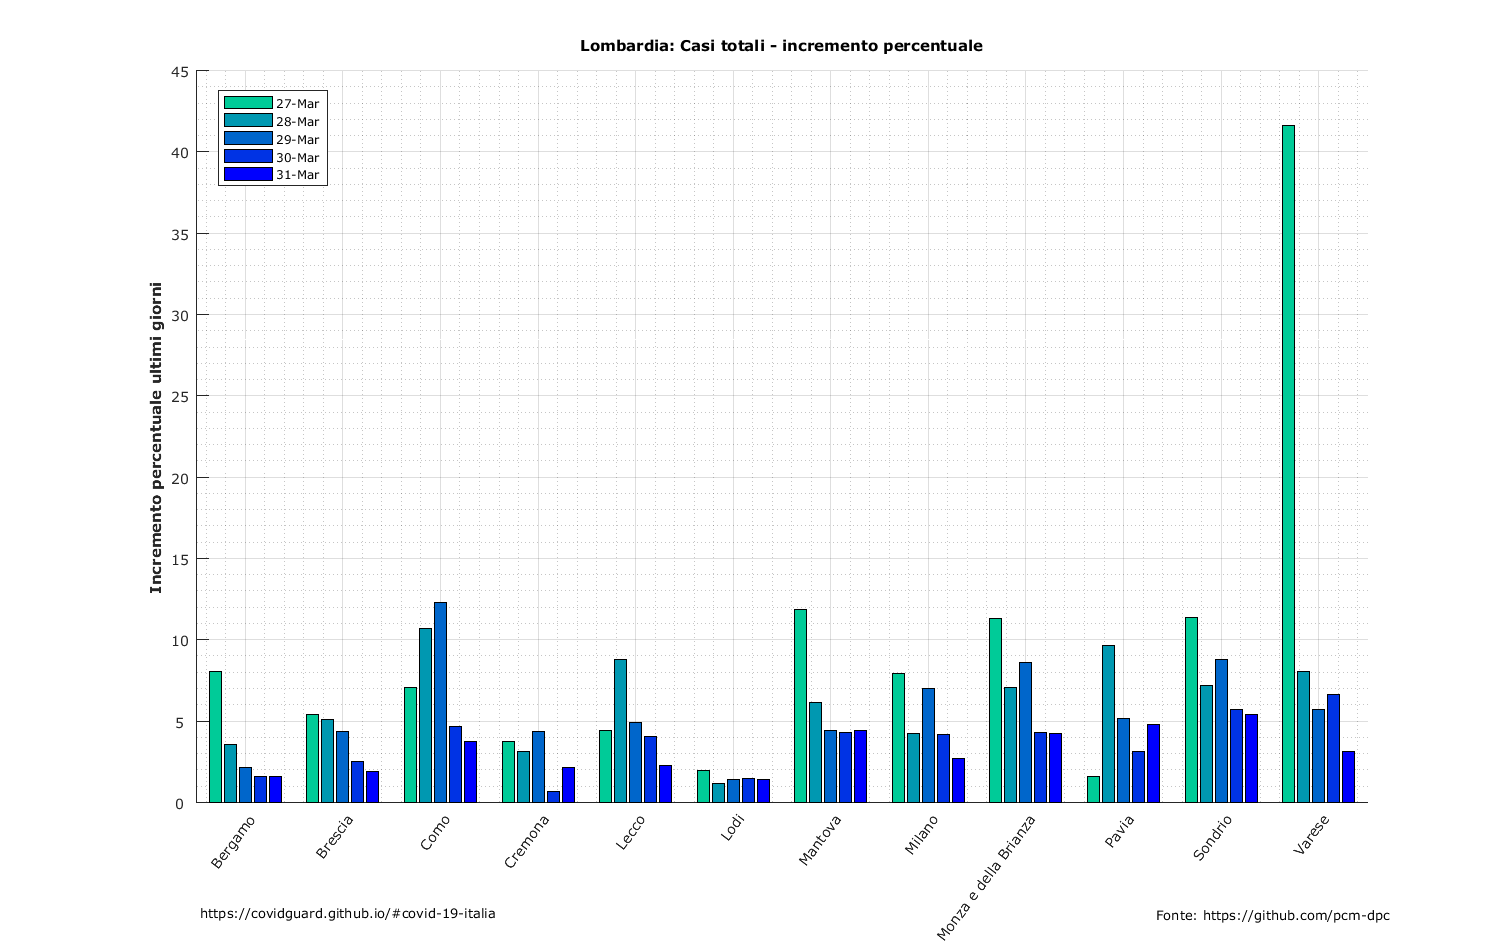 Lombardia: Casi totali - incremento percentuale
45
40
35
30
25
20
15
10
5
0
27-Mar
28-Mar
29-Mar
30-Mar
31-Mar
Incremento percentuale ultimi giorni
Bergamo
Brescia
Como
Cremona
Lecco
Lodi
Mantova
Milano
Monza e della Brianza
Pavia
Sondrio
Varese
https://covidguard.github.io/#covid-19-italia
Fonte: https://github.com/pcm-dpc